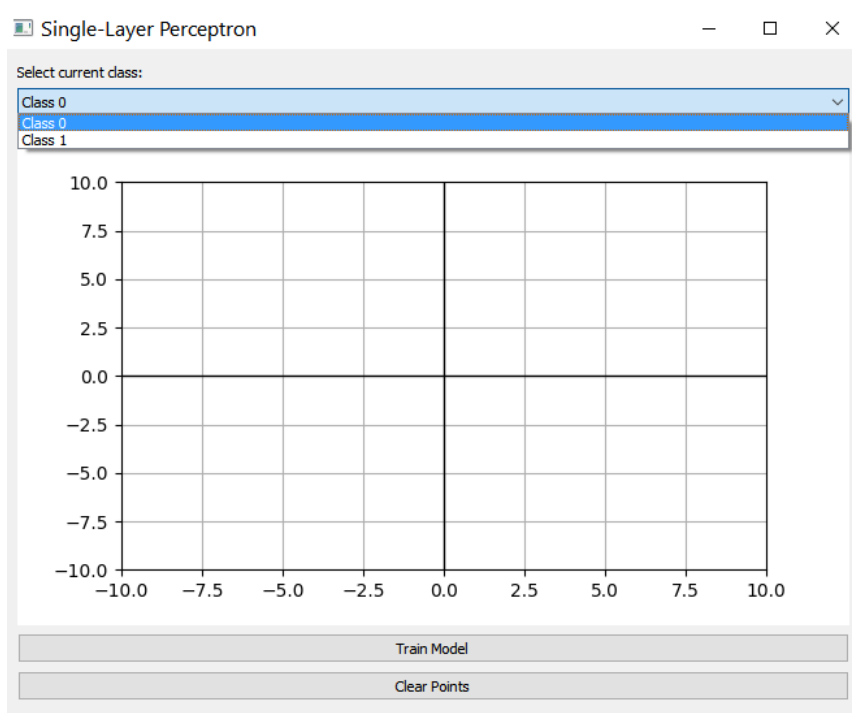 Single-Layer Perceptron
Select current class:
Class 0
Class 0
Class 1
10.0
7.5
5.0
2.5
0.0
−2.5
−5.0
−7.5
−10.0
−10.0 −7.5 −5.0 −2.5 0.0 2.5 5.0 7.5 10.0
Train Model
Clear Points